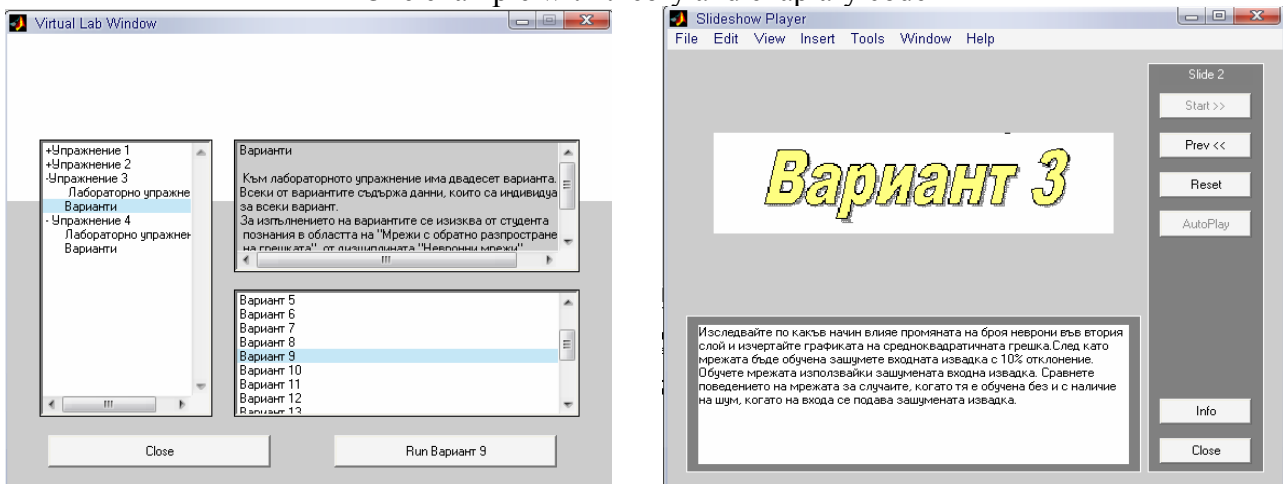 Virtual Lab Window
+Упражнение 1
+Упражнение 2
-Упражнение 3
Лабораторно упражне
Варианти
- Упражнение 4
Лабораторно упражнен
Варианти
Варианти
Към лабораторното упражнение има двадесет варианта.
Всеки от вариантите съдържа данни, които са индивидуа
за всеки вариант.
За изпълнението на вариантите се изизква от студента
познания в областта на "Мрежи с обратно разпростране
на грешката" от дизциплината "Невронни мрежи"
Вариант 5
Вариант 6
Вариант 7
Вариант 8
Вариант 9
Вариант 10
Вариант 11
Вариант 12
Вариант 13
Close
Run Вариант 9
Slideshow Player
File Edit View Insert Tools Window Help
Вариант 3
Изследвайте по какъв начин влияе промяната на броя неврони във втория
слой и изчертайте графиката на средноквадратичната грешка.След като
мрежата бъде обучена зашумете входната извадка с 10% отклонение.
Обучете мрежата използвайки зашумената входна извадка. Сравнете
поведението на мрежата за случаите, когато тя е обучена без и с наличие
на шум, когато на входа се подава зашумената извадка.
Slide 2
Start >>
Prev <<
Reset
AutoPlay
Info
Close